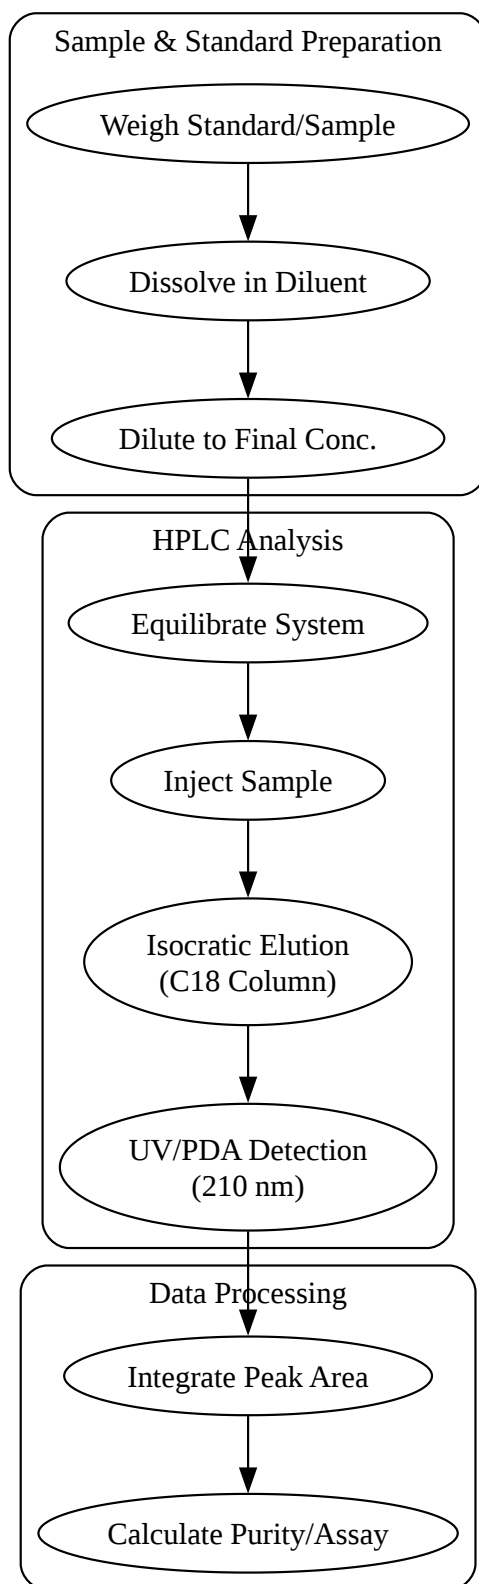 Sample & Standard Preparation
Weigh Standard/Sample
Dissolve in Diluent
Dilute to Final Conc.
HPLC Analysis
Equilibrate System
Inject Sample
Isocratic Elution
(C18 Column)
UV/PDA Detection
(210 nm)
Data Processing
Integrate Peak Area
Calculate Purity/Assay